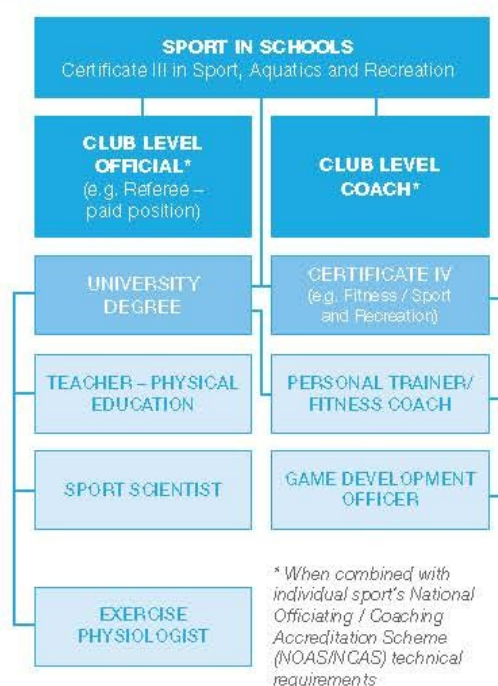 SPORT IN SCHOOLS
Certificate III in Sport, Aquatics and Recreation
CLUB LEVEL
OFFICIAL*
(e.g. Referee –
paid position)
CLUB LEVEL
COACH*
UNIVERSITY
DEGREE
CERTIFICATE IV
(e.g. Fitness / Sport
and Recreation)
TEACHER – PHYSICAL
EDUCATION
PERSONAL TRAINER/
FITNESS COACH
SPORT SCIENTIST
GAME DEVELOPMENT
OFFICER
EXERCISE
PHYSIOLOGIST
* When combined with
individual sport's National
Officiating / Coaching
Accreditation Scheme
(NOAS/NCAS) technical
requirements